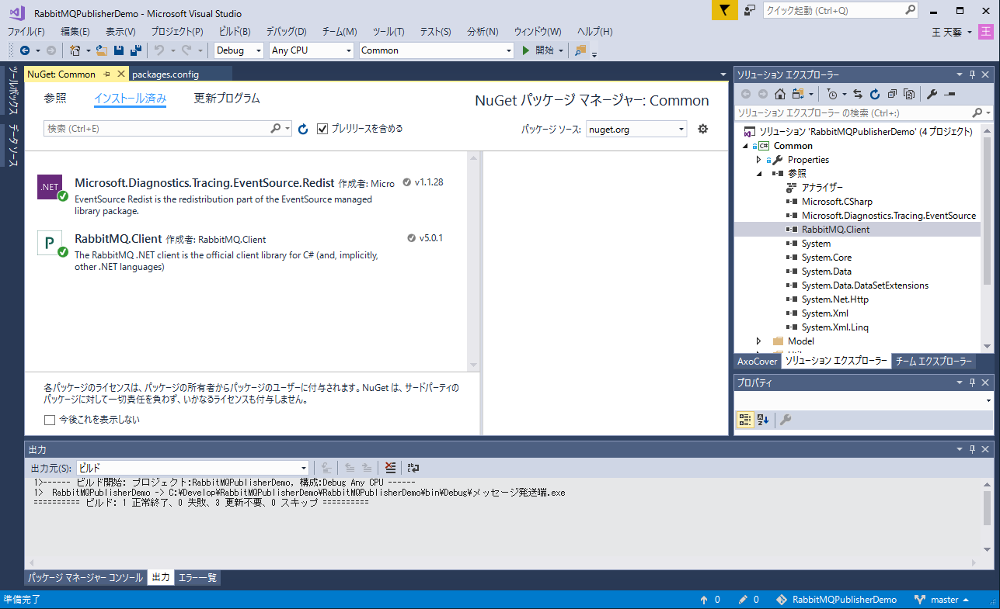 RabbitMQPublisherDemo - Microsoft Visual Studio
クイック起動 (Ctrl+Q)
ファイル(F) 編集(E) 表示(V) プロジェクト(P) ビルド(B) デバッグ(D) チーム(M) ツール(T) テスト(S) 分析(N) ウィンドウ(W) ヘルプ(H)
王 天藝 王
Debug Any CPU Common 開始
ツールボックス
データ ソース
NuGet: Common packages.config
参照 インストール済み 更新プログラム
NuGet パッケージ マネージャー: Common
検索 (Ctrl+E)
プレリリースを含める
パッケージ ソース: nuget.org
.NET
Microsoft.Diagnostics.Tracing.EventSource.Redist 作成者: Micro v1.1.28
EventSource Redist is the redistribution part of the EventSource managed
library package.
P
RabbitMQ.Client 作成者: RabbitMQ.Client v5.0.1
The RabbitMQ .NET client is the official client library for C# (and, implicitly,
other .NET languages)
各パッケージのライセンスは、パッケージの所有者からパッケージのユーザーに付与されます。NuGet は、サードパーティの
パッケージに対して一切責任を負わず、いかなるライセンスも付与しません。
今後これを表示しない
ソリューション エクスプローラー
ソリューション エクスプローラー の検索 (Ctrl+:)
ソリューション 'RabbitMQPublisherDemo' (4 プロジェクト)
C# Common
Properties
参照
アナライザー
Microsoft.CSharp
Microsoft.Diagnostics.Tracing.EventSource
RabbitMQ.Client
System
System.Core
System.Data
System.Data.DataSetExtensions
System.Net.Http
System.Xml
System.Xml.Linq
Model
AxoCover ソリューション エクスプローラー チーム エクスプローラー
プロパティ
出力
出力元(S): ビルド
1>------ ビルド開始: プロジェクト:RabbitMQPublisherDemo, 構成:Debug Any CPU ------
1> RabbitMQPublisherDemo -> C:¥Develop¥RabbitMQPublisherDemo¥RabbitMQPublisherDemo¥bin¥Debug¥メッセージ発送端.exe
========== ビルド: 1 正常終了、0 失敗、3 更新不要、0 スキップ ==========
パッケージ マネージャー コンソール 出力 エラー一覧
準備完了
0 0 RabbitMQPublisherDemo master